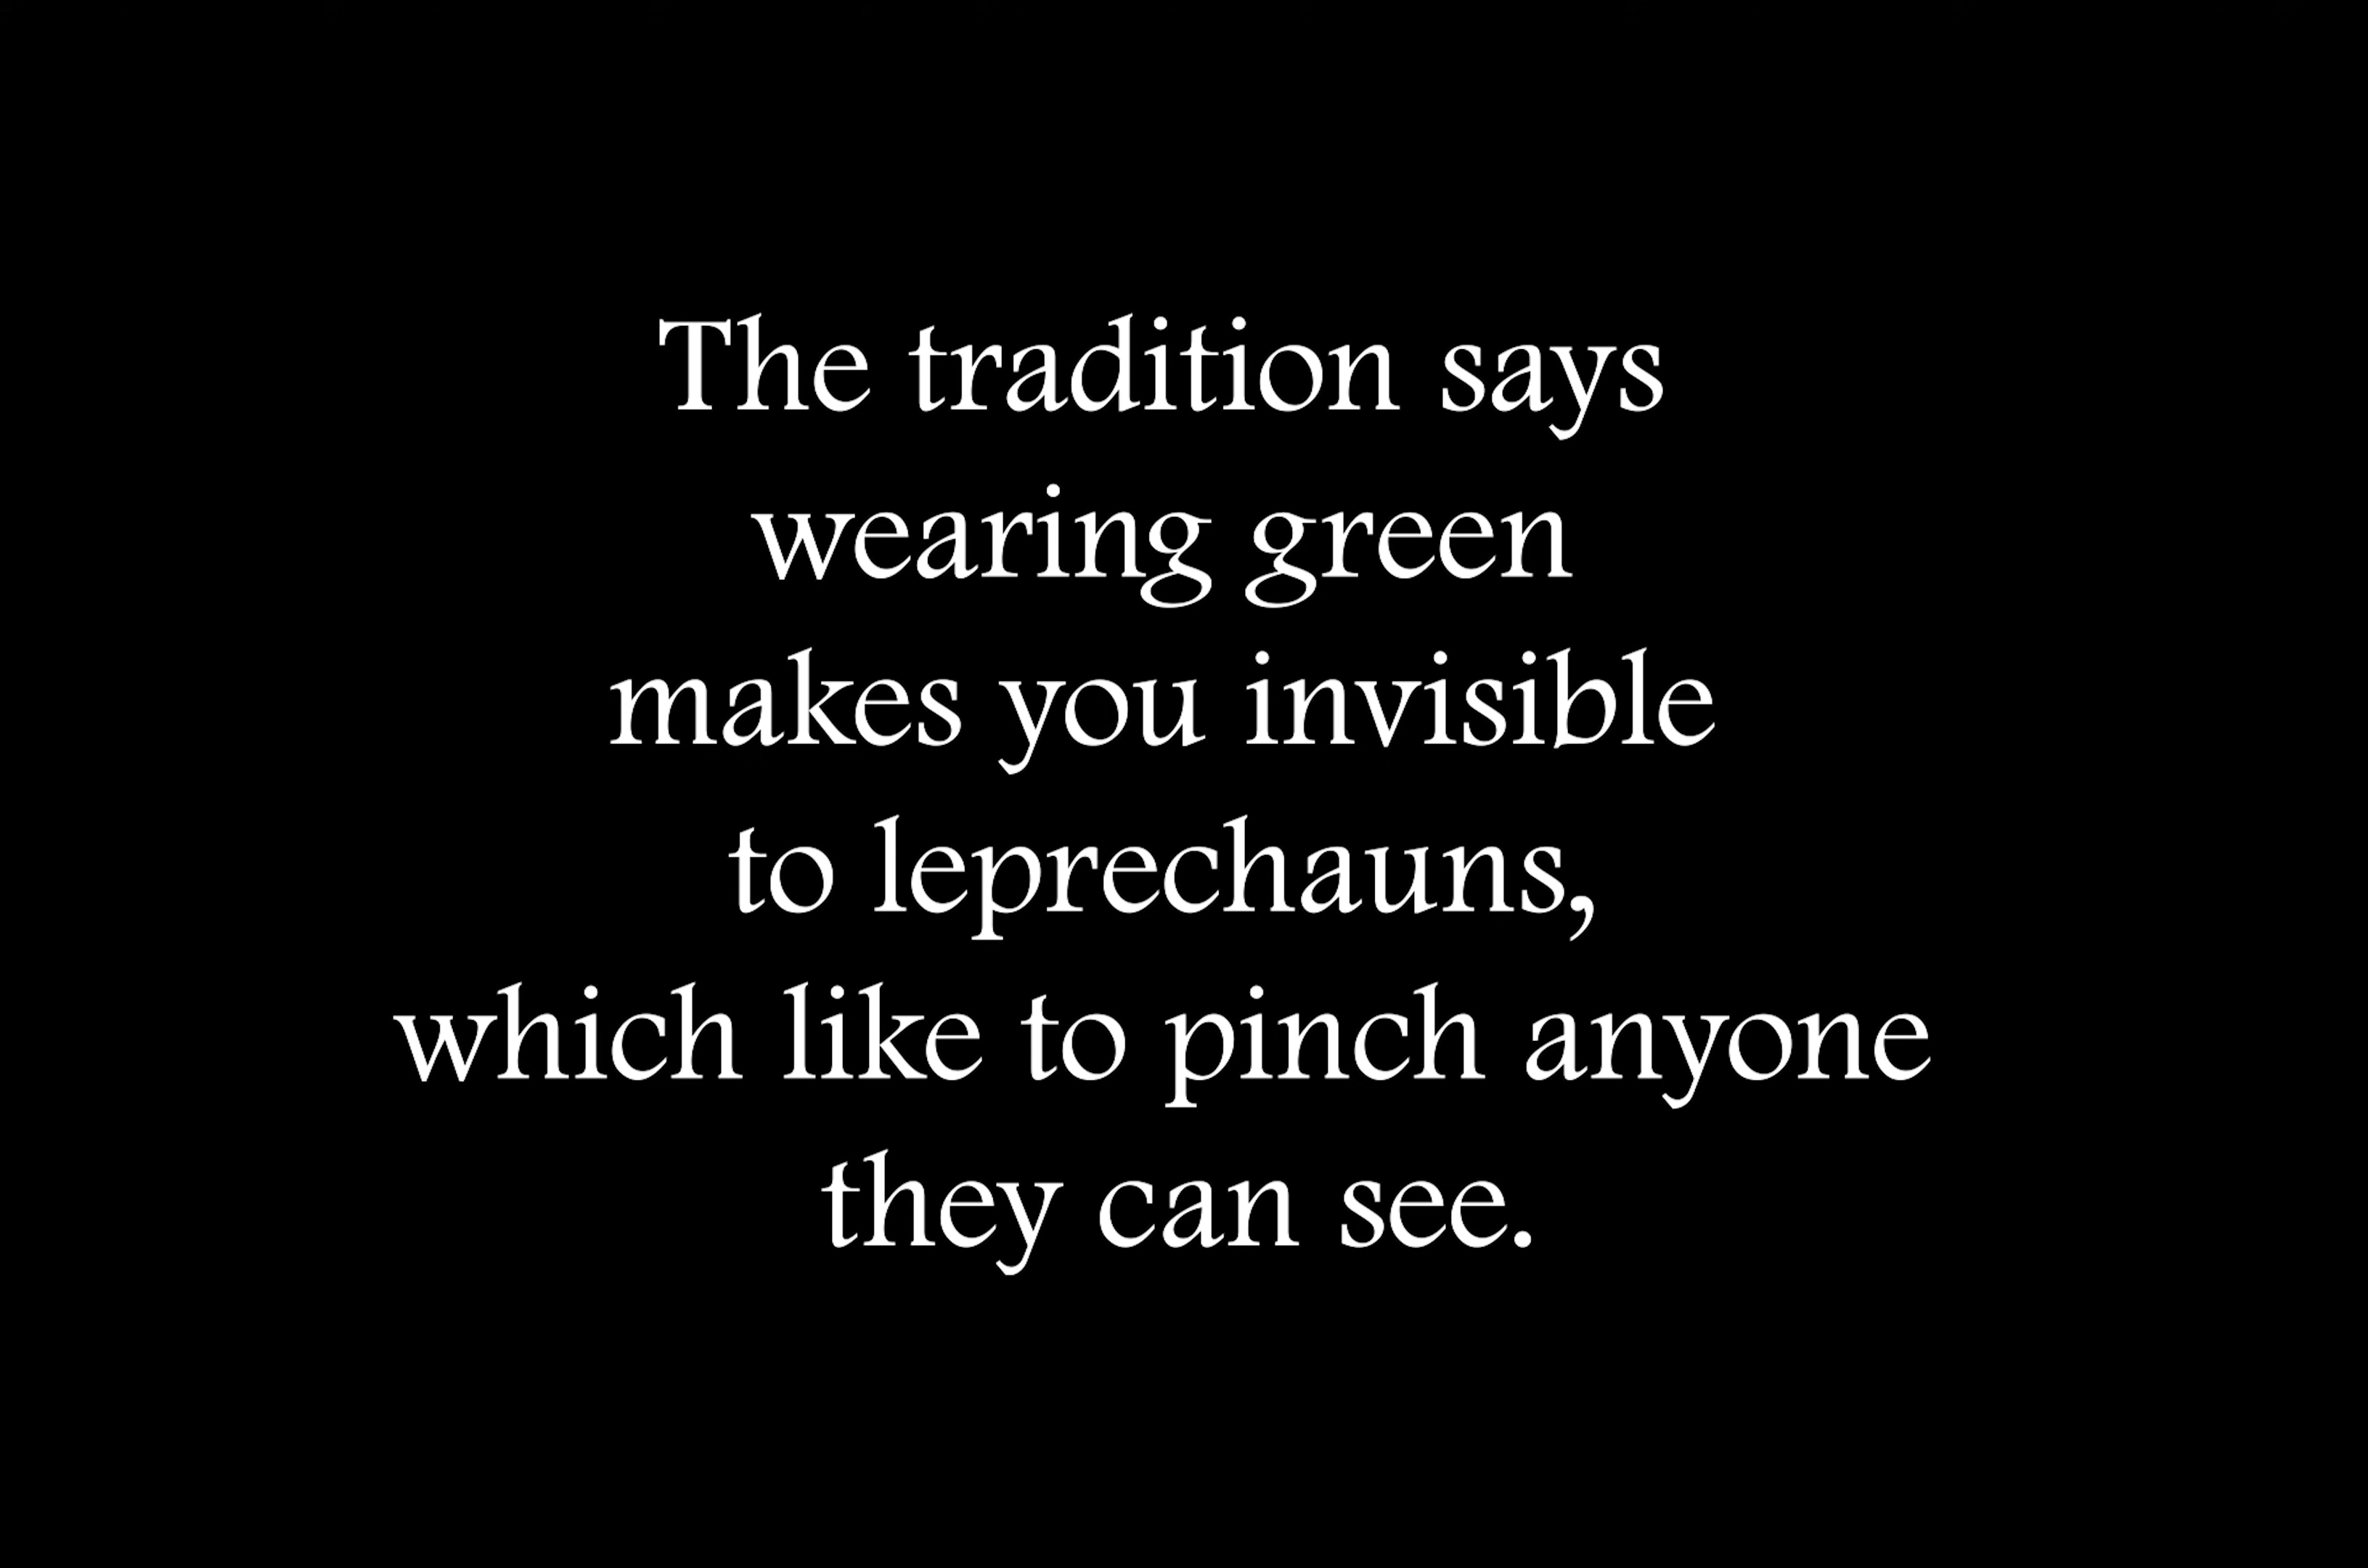 The tradition says
wearing green
makes you invisible
to leprechauns,
which like to pinch anyone
they can see.